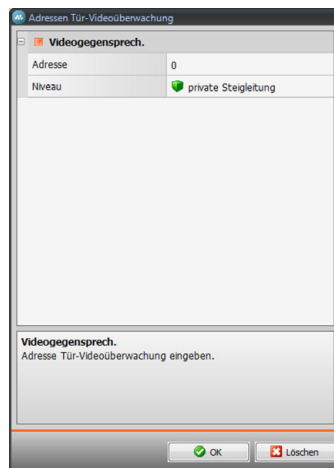 Adressen Tür-Videoüberwachung
Videogegensprech.
Adresse 0
Niveau private Steigleitung
Videogegensprech.
Adresse Tür-Videoüberwachung eingeben.
OK Löschen